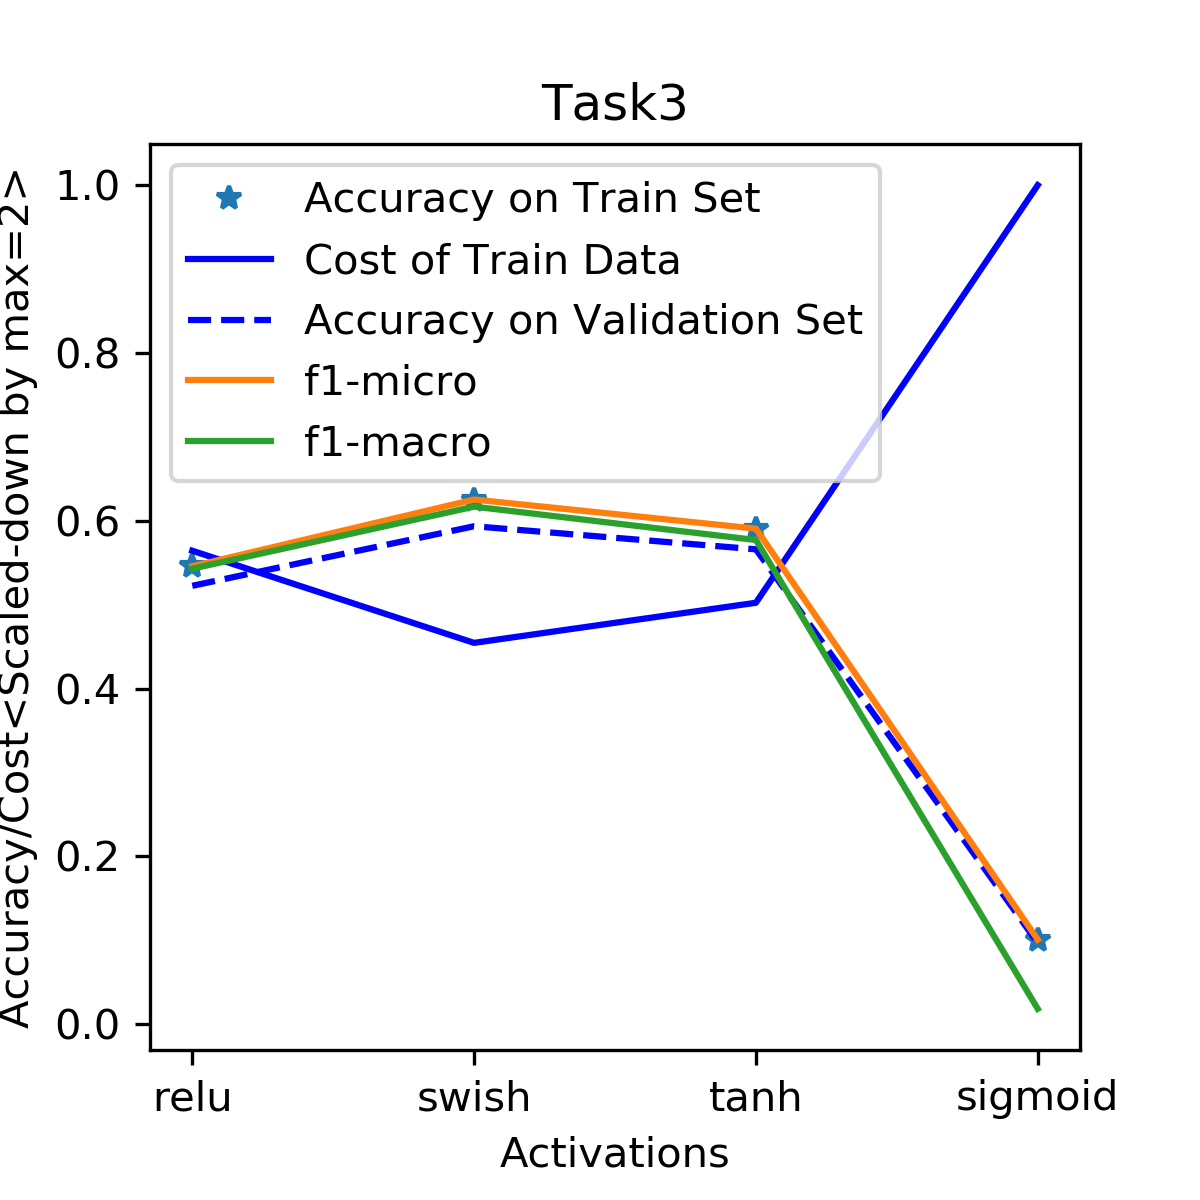 Task3
Accuracy/Cost<Scaled-down by max=2>
1.0
0.8
0.6
0.4
0.2
0.0
Accuracy on Train Set
Cost of Train Data
Accuracy on Validation Set
f1-micro
f1-macro
relu swish tanh sigmoid
Activations